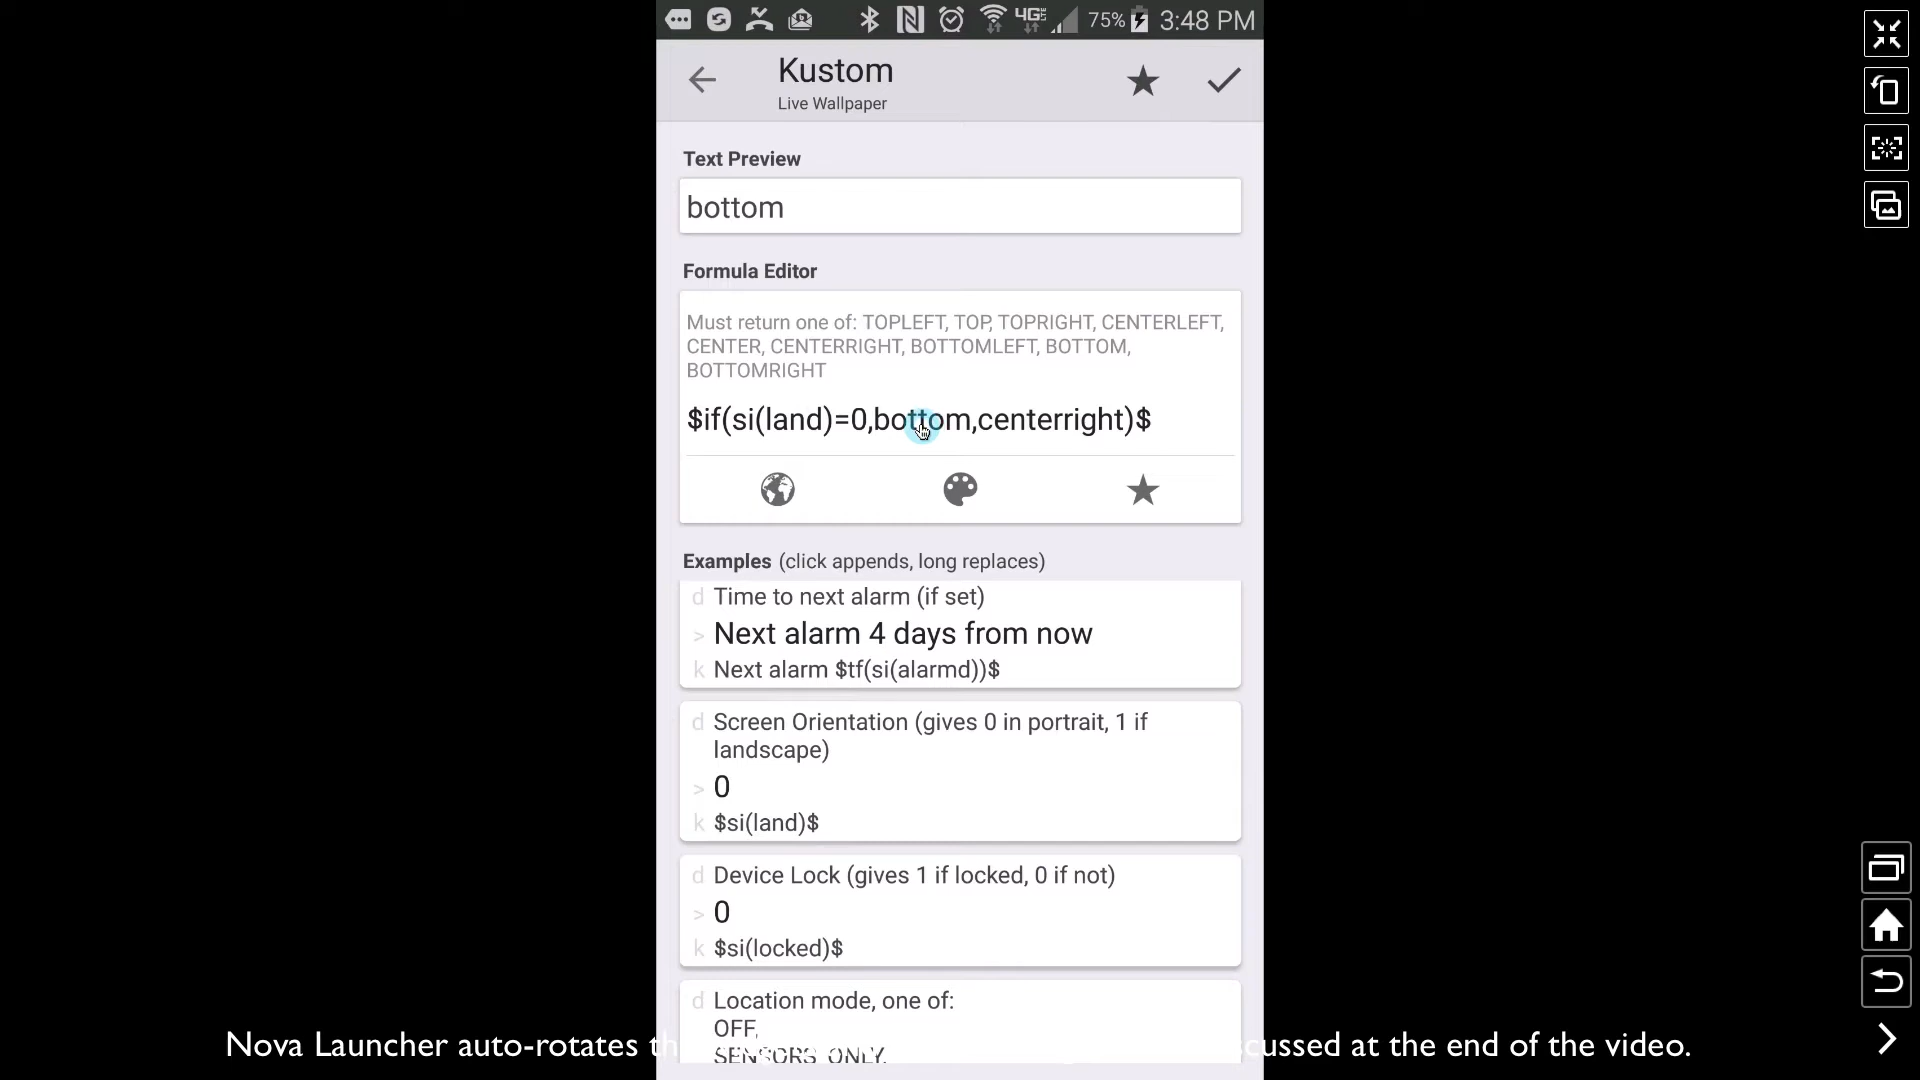 75% 3:48 PM
Kustom
Live Wallpaper
Text Preview
bottom
Formula Editor
Must return one of: TOPLEFT, TOP, TOPRIGHT, CENTERLEFT,
CENTER, CENTERRIGHT, BOTTOMLEFT, BOTTOM,
BOTTOMRIGHT
$if(si(land)=0,bottom,centerright)$
Examples (click appends, long replaces)
d Time to next alarm (if set)
> Next alarm 4 days from now
k Next alarm $tf(si(alarmd))$
d Screen Orientation (gives 0 in portrait, 1 if
landscape)
> 0
k $si(land)$
d Device Lock (gives 1 if locked, 0 if not)
> 0
k $si(locked)$
d Location mode, one of:
OFF,
SENSORS_ONLY,
Nova Launcher auto-rotates at the end of the video.